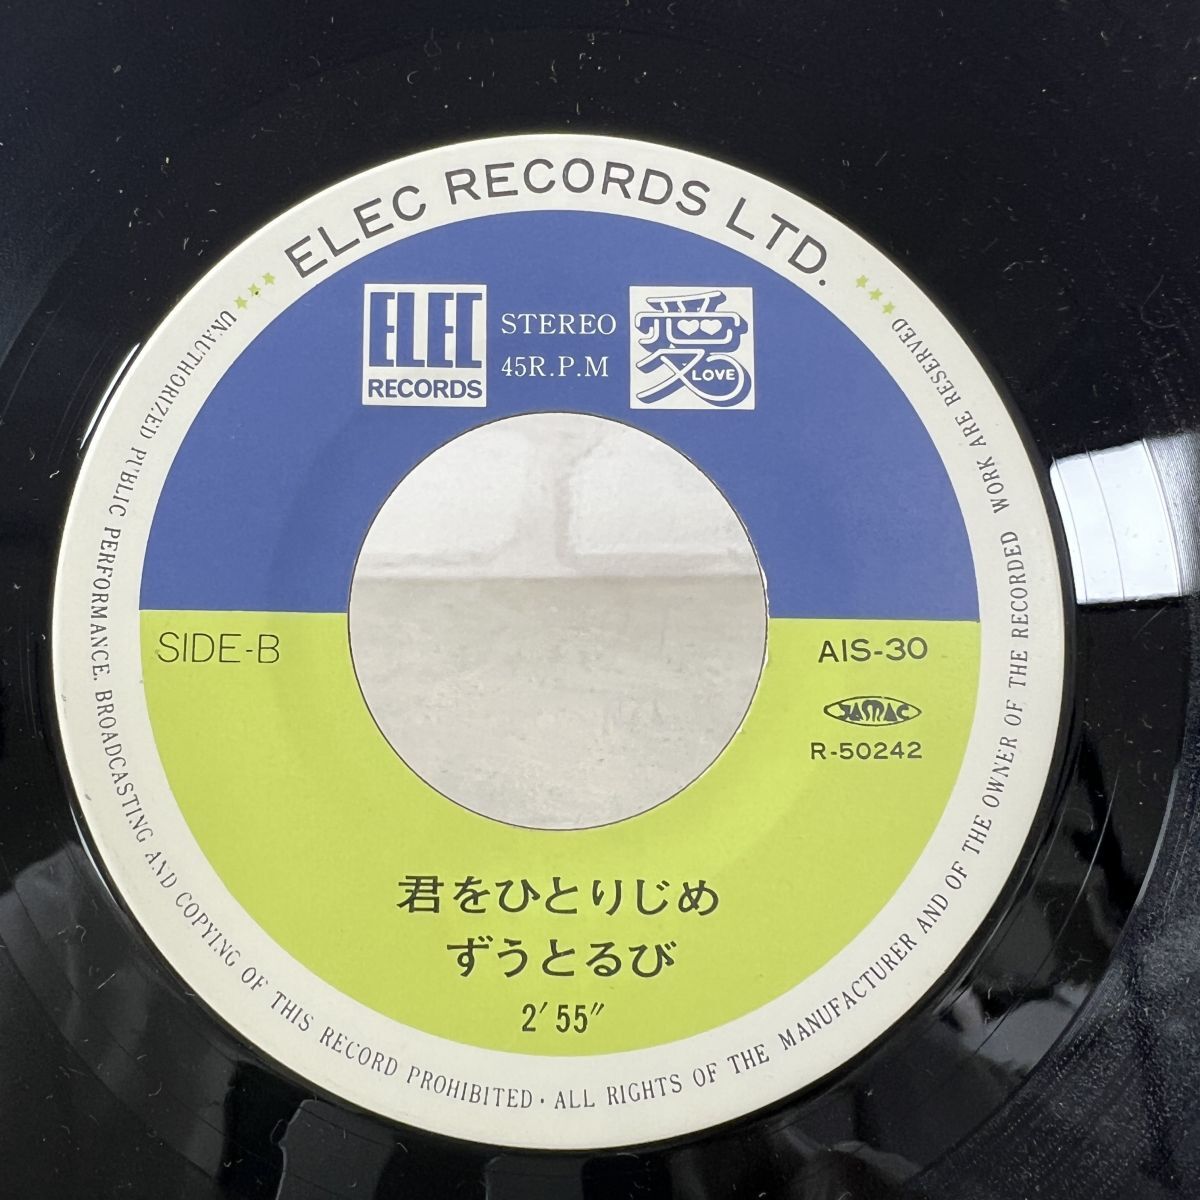 ELEC RECORDS LTD.
ELEC
RECORDS
STEREO
45R.P.M
愛
LOVE
SIDE-B
AIS-30
JASRAC
R-50242
君をひとりじめ
ずうとるび
2′55″
UNAUTHORIZED PUBLIC PERFORMANCE. BROADCASTING AND COPYING OF THIS RECORD PROHIBITED · ALL RIGHTS OF THE MANUFACTURER AND OF THE OWNER OF THE RECORDED WORK ARE RESERVED